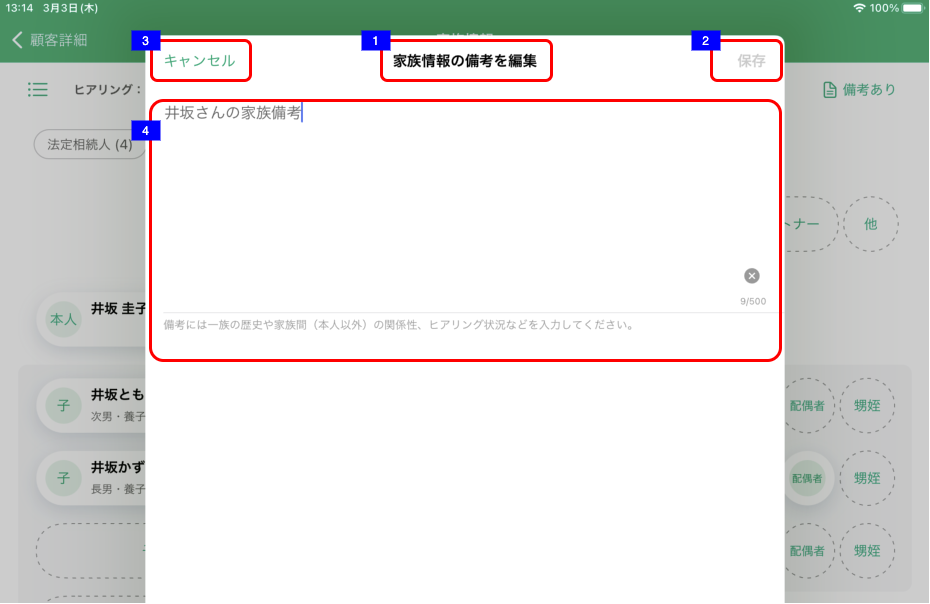 13:14 3月3日(木)
100%
顧客詳細
3
1
2
キャンセル
家族情報の備考を編集
保存
ヒアリング：
備考あり
4
井坂さんの家族備考
法定相続人 (4)
トナー
他
9/500
本人
井坂 圭子
備考には一族の歴史や家族間（本人以外）の関係性、ヒアリング状況などを入力してください。
子
井坂とも
次男・養子
配偶者
甥姪
子
井坂かず
長男・養子
配偶者
甥姪
配偶者
甥姪